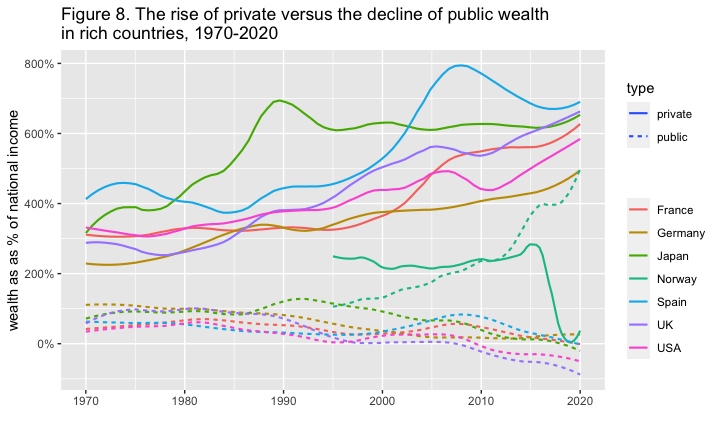 Figure 8. The rise of private versus the decline of public wealth
in rich countries, 1970-2020
wealth as as % of national income
800%
600%
400%
200%
0%
1970
1980
1990
2000
2010
2020
type
private
public
France
Germany
Japan
Norway
Spain
UK
USA